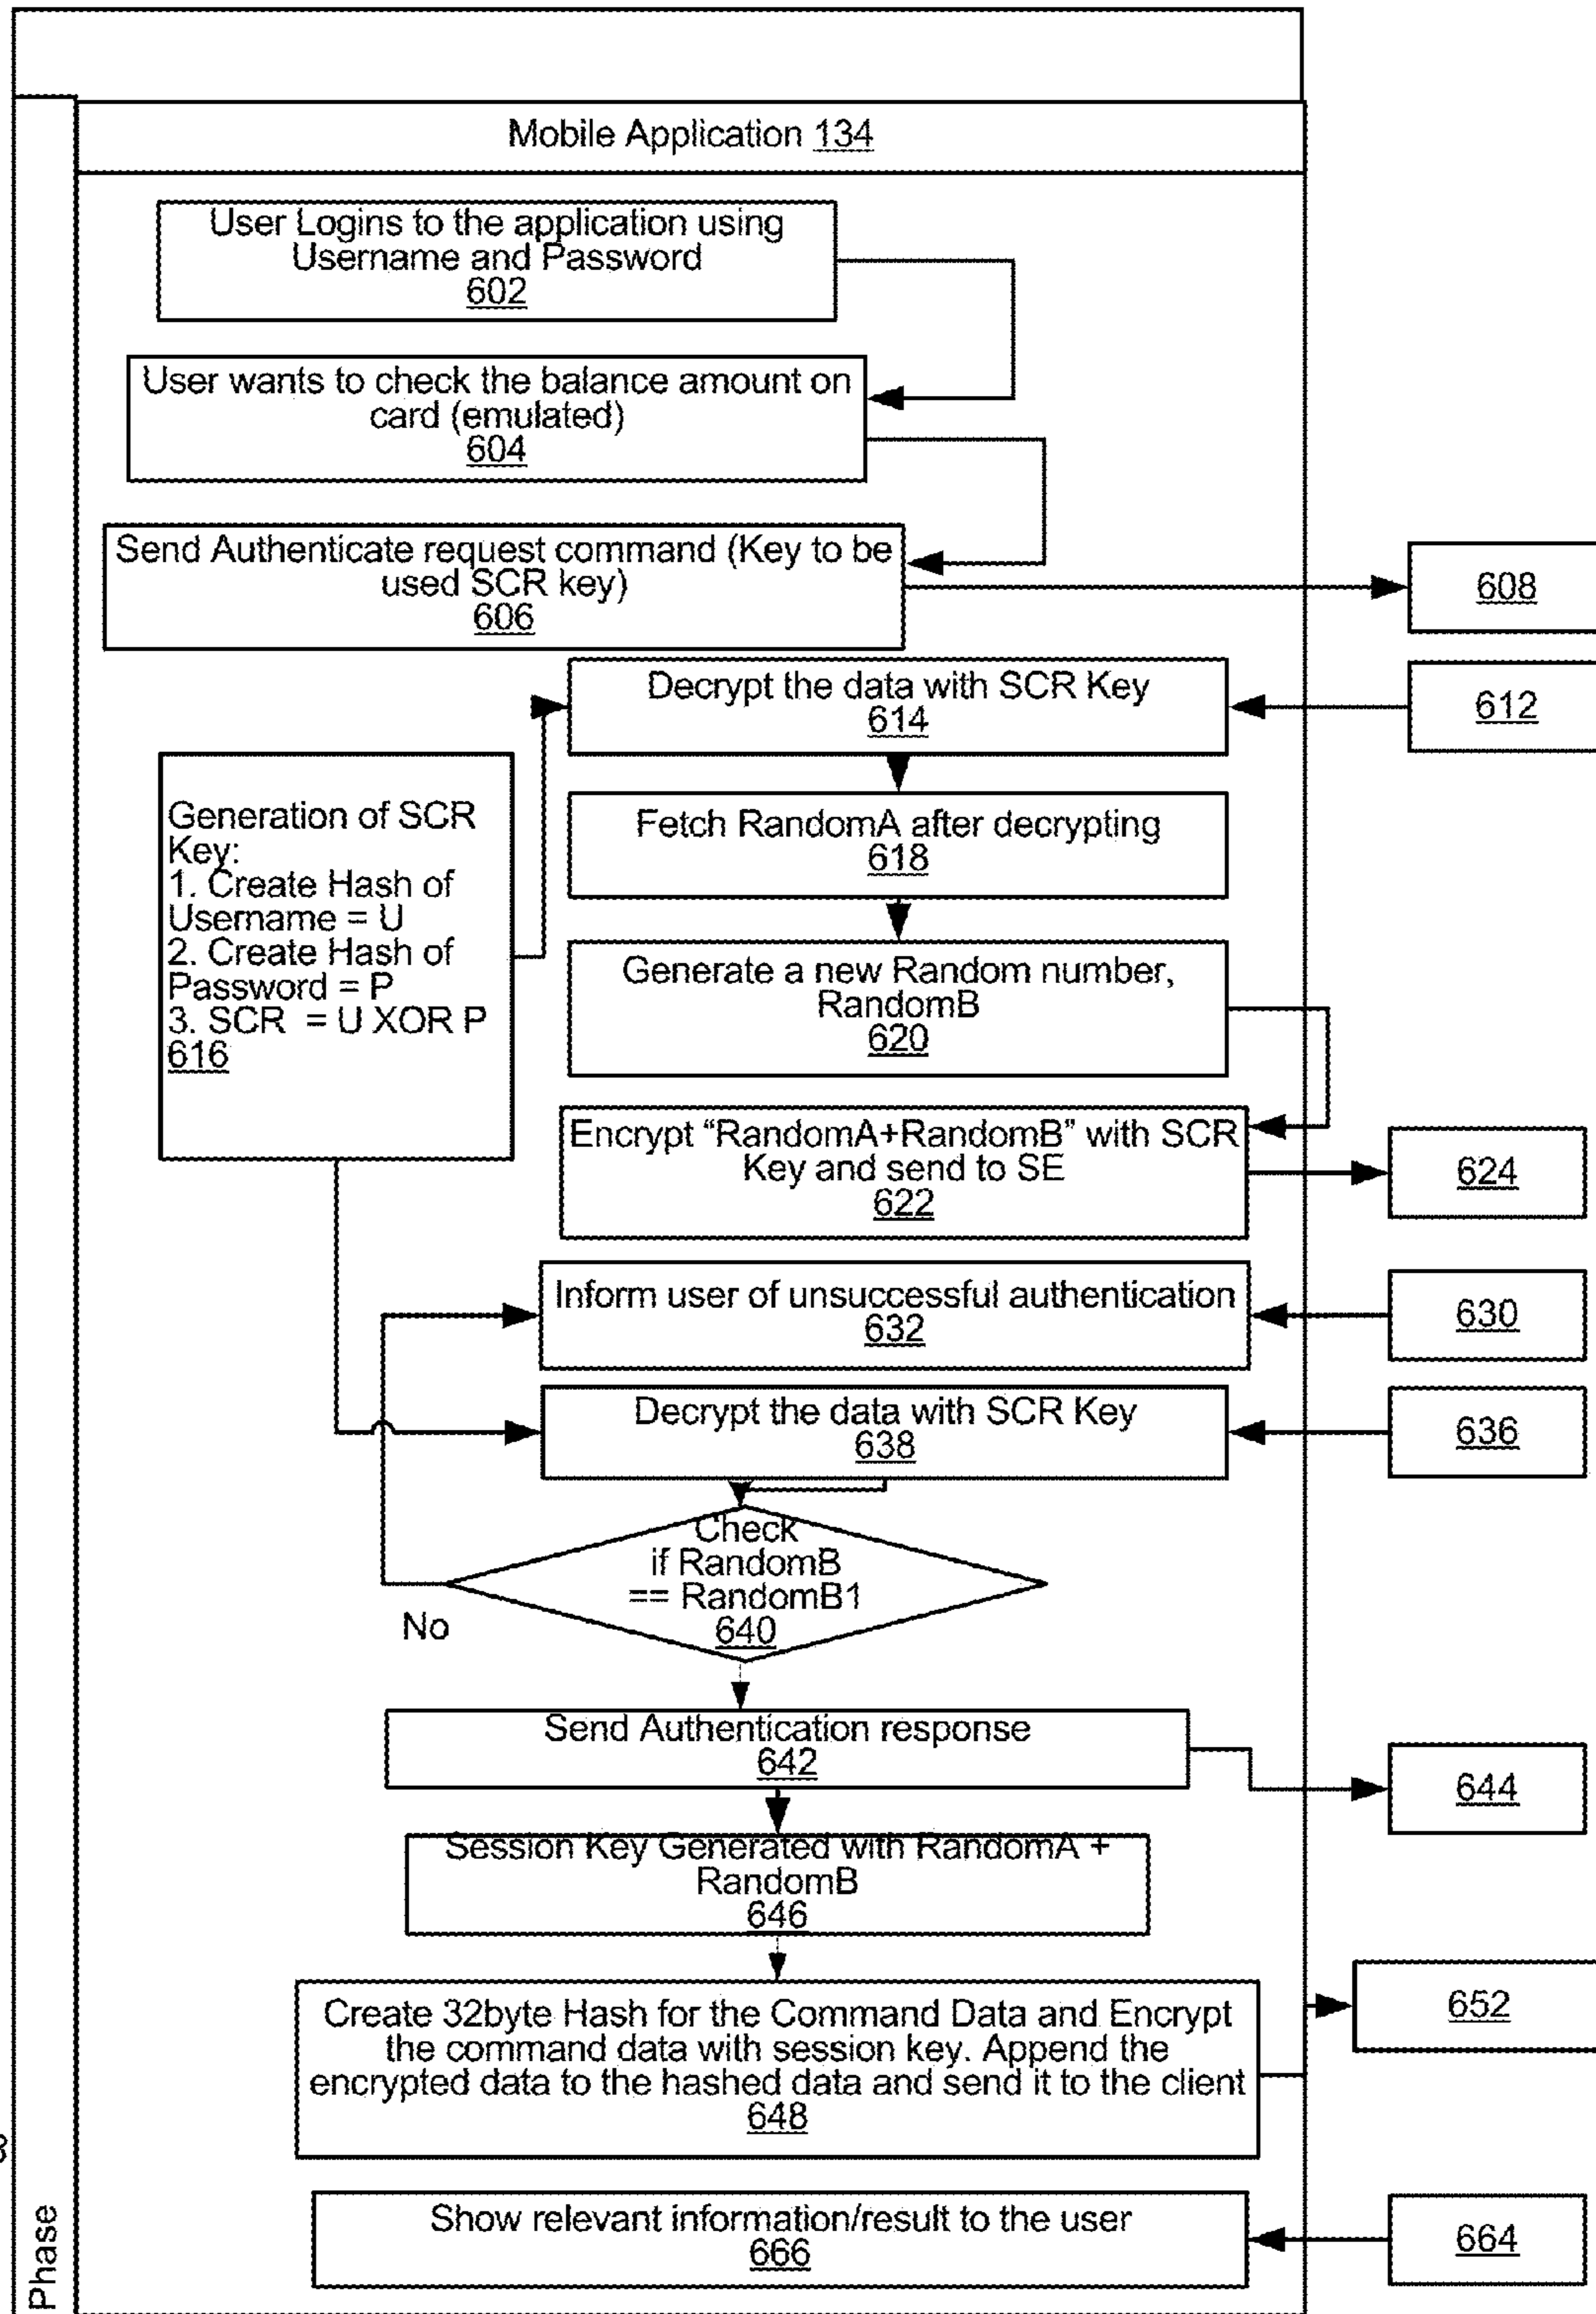 Mobile Application 134
User Logins to the application using
Username and Password
602
User wants to check the balance amount on
card (emulated)
604
Send Authenticate request command (Key to be
used SCR key)
606
608
Decrypt the data with SCR Key
614
612
Generation of SCR
Key:
1. Create Hash of
Username = U
2. Create Hash of
Password = P
3. SCR = U XOR P
616
Fetch RandomA after decrypting
618
Generate a new Random number,
RandomB
620
Encrypt “RandomA+RandomB” with SCR
Key and send to SE
622
624
Inform user of unsuccessful authentication
632
630
Decrypt the data with SCR Key
638
636
Check
if RandomB
== RandomB1
640
No
Send Authentication response
642
644
Session Key Generated with RandomA +
RandomB
646
Create 32byte Hash for the Command Data and Encrypt
the command data with session key. Append the
encrypted data to the hashed data and send it to the client
648
652
Show relevant information/result to the user
666
664
Phase